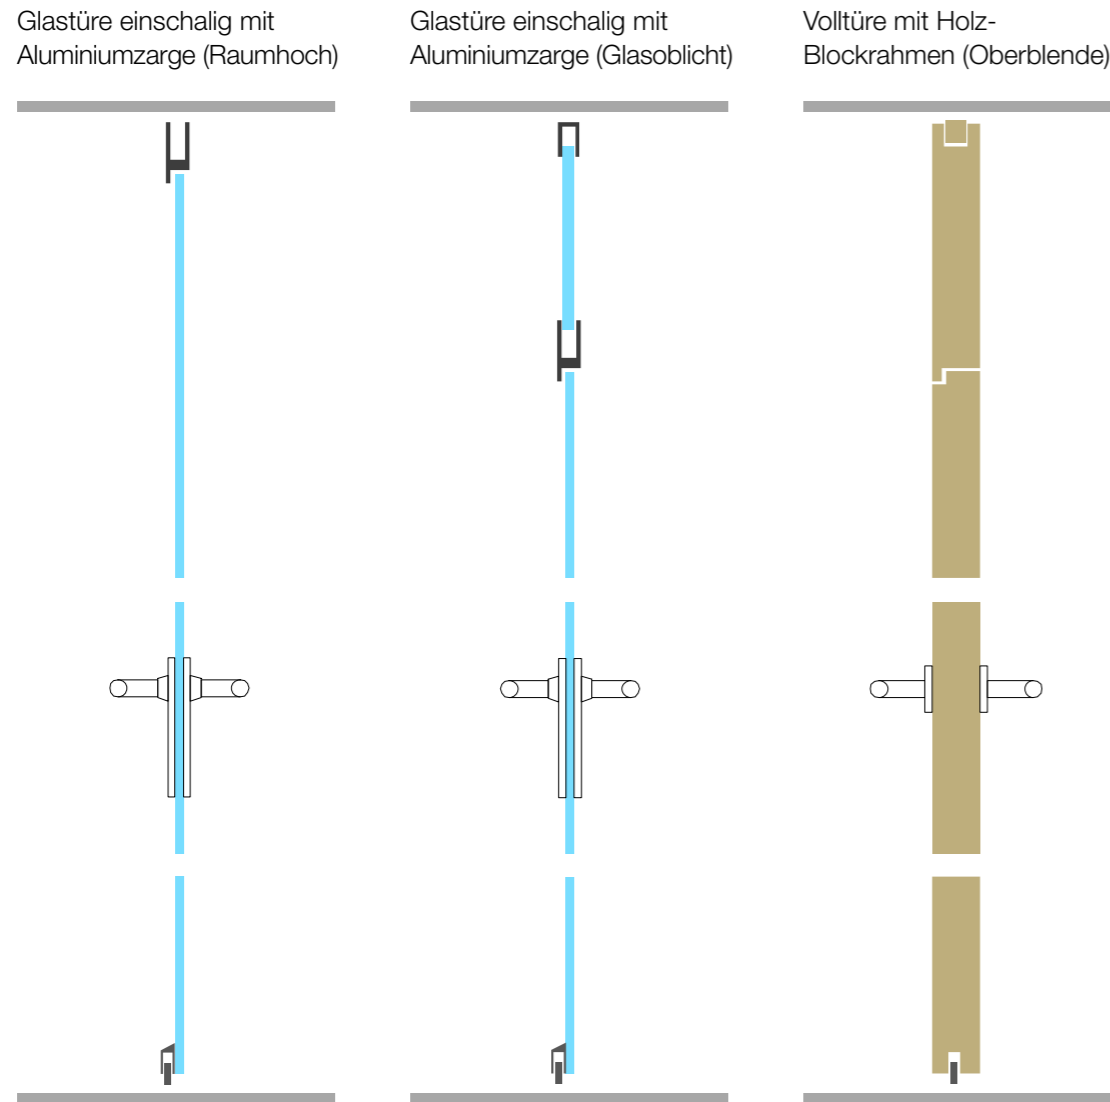 Glastüre einschalig mit
Aluminiumzarge (Raumhoch)
Glastüre einschalig mit
Aluminiumzarge (Glasoblicht)
Volltüre mit Holz-
Blockrahmen (Oberblende)